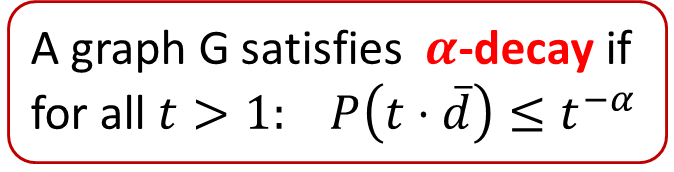 A graph G satisfies α-decay if
for all t > 1: P(t · d̄) ≤ t^{−α}